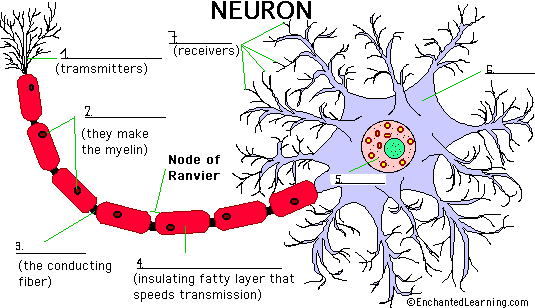 NEURON
7.
(receivers)
1.
(transmitters)
6.
2.
(they make
the myelin)
Node of
Ranvier
5.
3.
(the conducting
fiber)
4.
(insulating fatty layer that
speeds transmission)
©EnchantedLearning.com